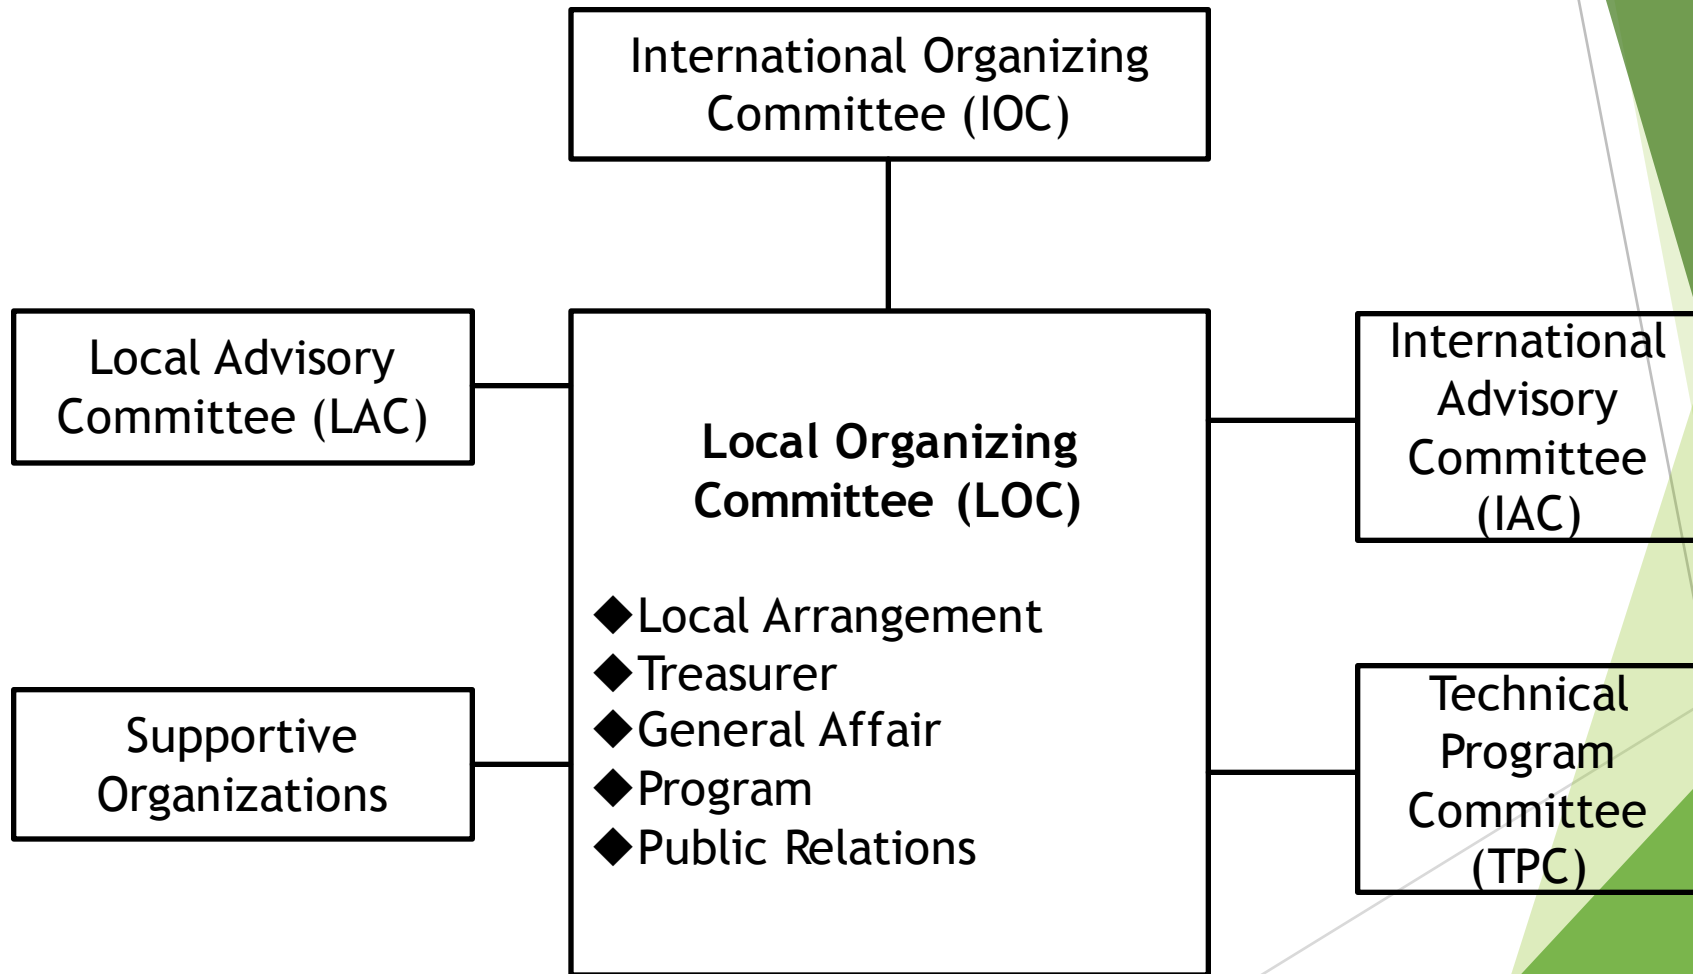 International Organizing
Committee (IOC)
Local Advisory
Committee (LAC)
Local Organizing
Committee (LOC)
◆Local Arrangement
◆Treasurer
◆General Affair
◆Program
◆Public Relations
International
Advisory
Committee
(IAC)
Supportive
Organizations
Technical
Program
Committee
(TPC)